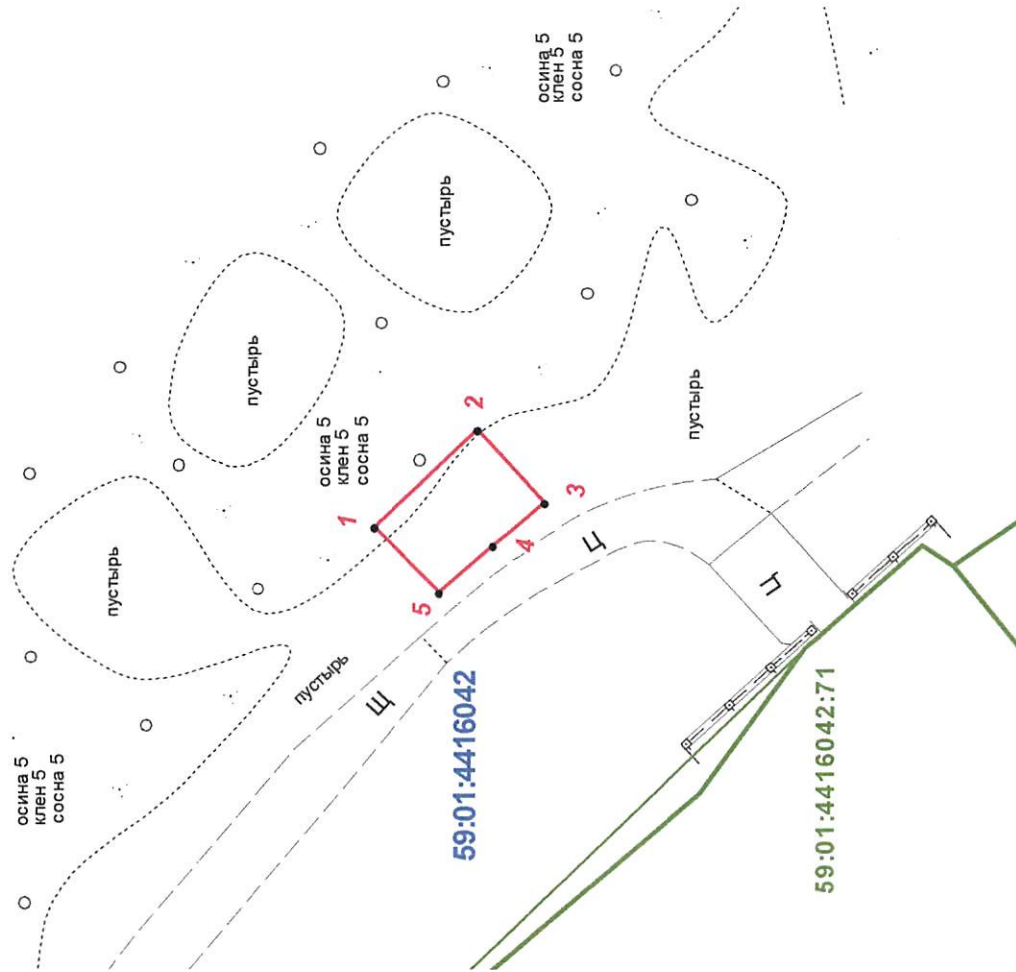 осина 5
клен 5
сосна 5
пустырь
осина 5
клен 5
сосна 5
пустырь
пустырь
осина 5
клен 5
сосна 5
пустырь
пустырь
1
2
3
4
5
Щ
Ц
Ц
59:01:4416042
59:01:4416042:71